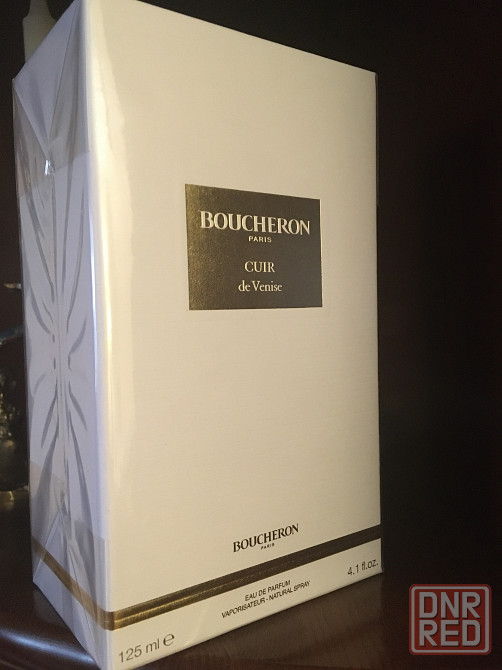 BOUCHERON
PARIS
CUIR
de Venise
BOUCHERON
PARIS
EAU DE PARFUM
VAPORISATEUR - NATURAL SPRAY
125 ml ℮
4.1 fl.oz.
DNR
RED